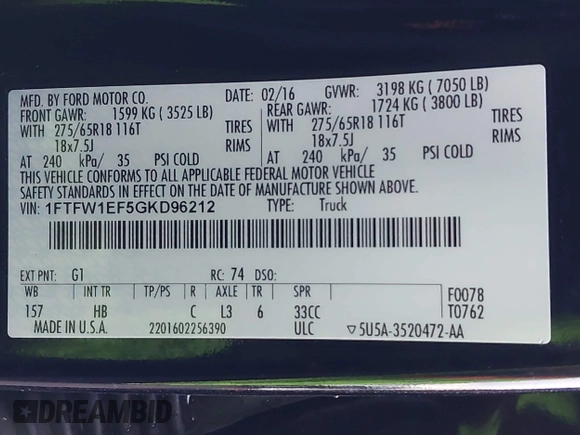 MFD. BY FORD MOTOR CO. DATE: 02/16 GVWR: 3198 KG ( 7050 LB)
FRONT GAWR: 1599 KG ( 3525 LB) REAR GAWR: 1724 KG ( 3800 LB)
WITH 275/65R18 116T TIRES WITH 275/65R18 116T TIRES
18x7.5J RIMS 18x7.5J RIMS
AT 240 kPa/ 35 PSI COLD AT 240 kPa/ 35 PSI COLD
THIS VEHICLE CONFORMS TO ALL APPLICABLE FEDERAL MOTOR VEHICLE
SAFETY STANDARDS IN EFFECT ON THE DATE OF MANUFACTURE SHOWN ABOVE.
VIN: 1FTFW1EF5GKD96212 TYPE: Truck
EXT PNT: G1 RC: 74 DSO:
WB INT TR TP/PS R AXLE TR SPR F0078
157 HB C L3 6 33CC T0762
MADE IN U.S.A. 2201602256390 ULC ▽5U5A-3520472-AA
DREAMBID